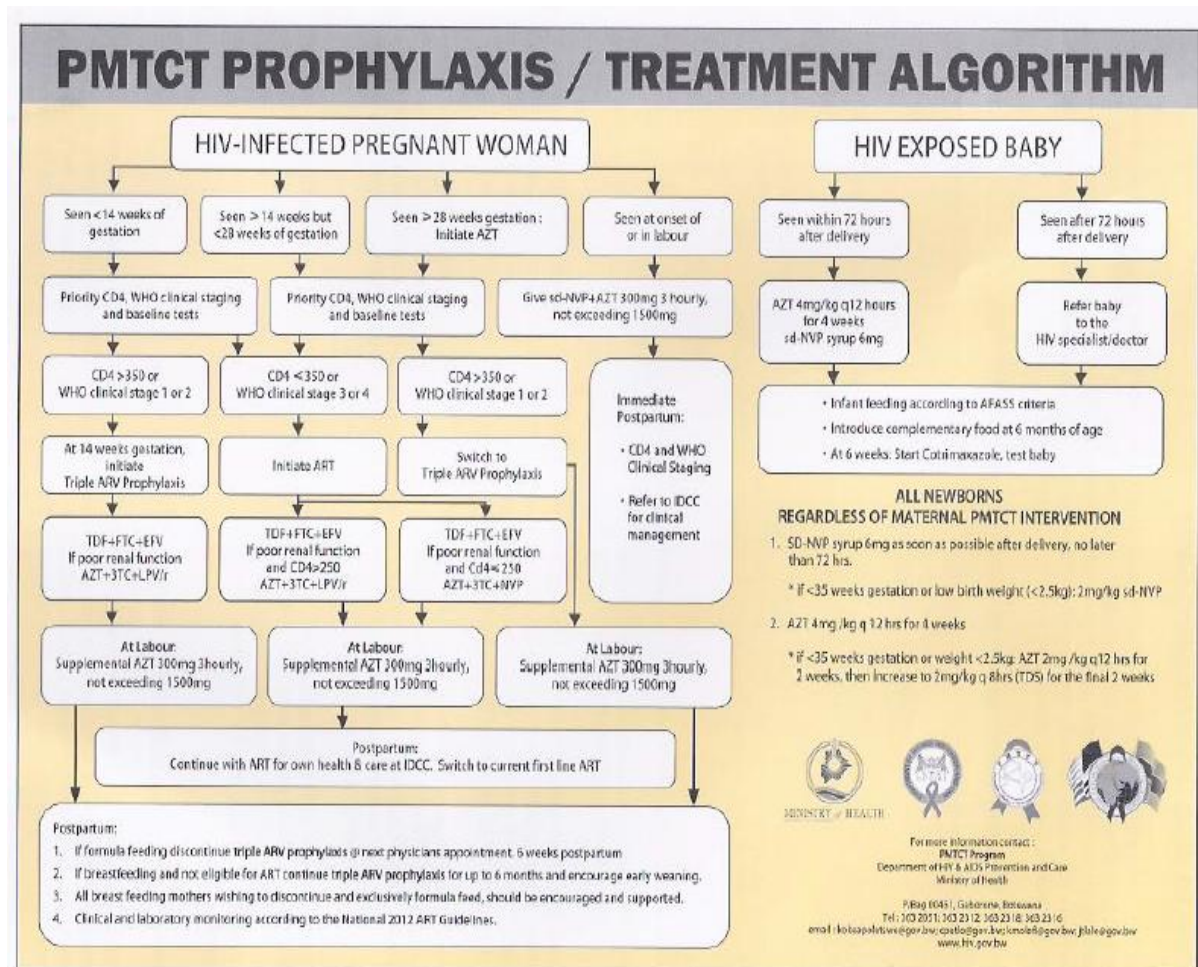 PMTCT PROPHYLAXIS / TREATMENT ALGORITHM
HIV-INFECTED PREGNANT WOMAN
Seen <14 weeks of
gestation
Seen > 14 weeks but
<28 weeks of gestation
Seen > 28 weeks gestation :
Initiate AZT
Seen at onset of
or in labour
Priority CD4, WHO clinical staging
and baseline tests
Priority CD4, WHO clinical staging
and baseline tests
Give sd-NVP+AZT 300mg 3 hourly,
not exceeding 1500mg
CD4 >350 or
WHO clinical stage 1 or 2
CD4 <350 or
WHO clinical stage 3 or 4
CD4 >350 or
WHO clinical stage 1 or 2
Immediate
Postpartum:
• CD4 and WHO
Clinical Staging
• Refer to IDCC
for clinical
management
At 14 weeks gestation,
initiate
Triple ARV Prophylaxis
Initiate ART
Switch to
Triple ARV Prophylaxis
TDF+FTC+EFV
If poor renal function
AZT+3TC+LPV/r
TDF+FTC+EFV
If poor renal function
and CD4>250
AZT+3TC+LPV/r
TDF+FTC+EFV
If poor renal function
and Cd4≤250
AZT+3TC+NVP
At Labour:
Supplemental AZT 300mg 3hourly,
not exceeding 1500mg
At Labour:
Supplemental AZT 300mg 3hourly,
not exceeding 1500mg
At Labour:
Supplemental AZT 300mg 3hourly,
not exceeding 1500mg
Postpartum:
Continue with ART for own health & care at IDCC. Switch to current first line ART
Postpartum:
1. If formula feeding discontinue triple ARV prophylaxis @ next physicians appointment, 6 weeks postpartum
2. If breastfeeding and not eligible for ART continue triple ARV prophylaxis for up to 6 months and encourage early weaning.
3. All breast feeding mothers wishing to discontinue and exclusively formula feed, should be encouraged and supported.
4. Clinical and laboratory monitoring according to the National 2012 ART Guidelines.
HIV EXPOSED BABY
Seen within 72 hours
after delivery
Seen after 72 hours
after delivery
AZT 4mg/kg q12 hours
for 4 weeks
sd-NVP syrup 6mg
Refer baby
to the
HIV specialist/doctor
• Infant feeding according to AFASS criteria
• Introduce complementary food at 6 months of age
• At 6 weeks: Start Cotrimaxazole, test baby
ALL NEWBORNS
REGARDLESS OF MATERNAL PMTCT INTERVENTION
1. SD-NVP syrup 6mg as soon as possible after delivery, no later
than 72 hrs.
* If <35 weeks gestation or low birth weight (<2.5kg): 2mg/kg sd-NVP
2. AZT 4mg /kg q 12 hrs for 4 weeks
* if <35 weeks gestation or weight <2.5kg: AZT 2mg /kg q12 hrs for
2 weeks, then increase to 2mg/kg q 8hrs (TDS) for the final 2 weeks
MINISTRY of HEALTH
For more information contact :
PMTCT Program
Department of HIV & AIDS Prevention and Care
Ministry of Health
P/Bag 00451, Gaborone, Botswana
Tel : 363 2051; 363 2312; 363 2318; 363 2316
www.hiv.gov.bw